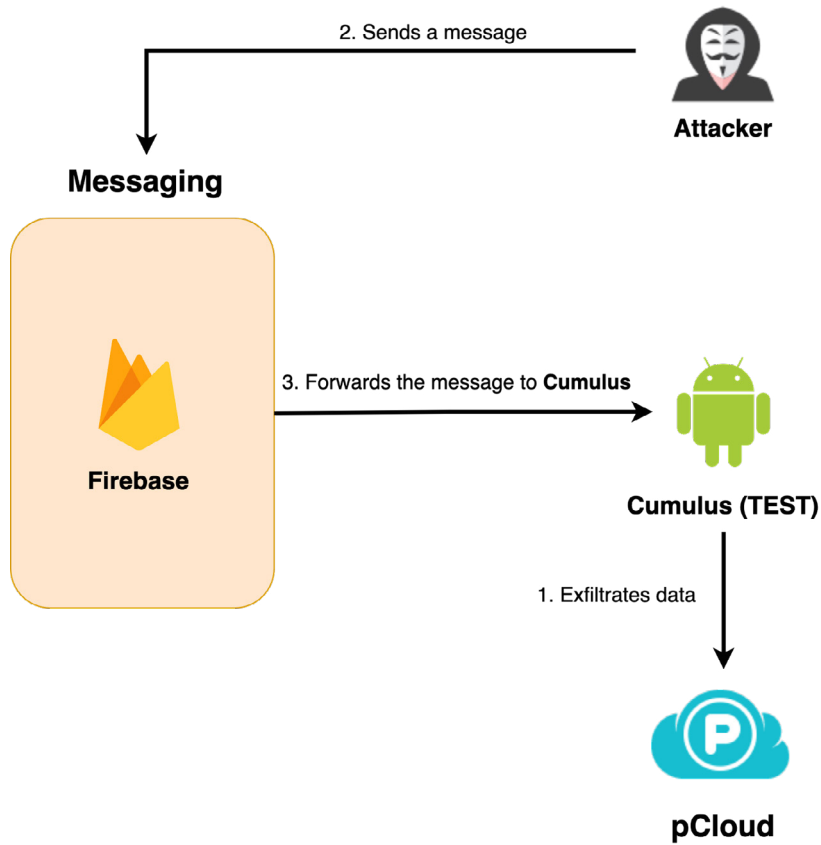 2. Sends a message
Attacker
Messaging
3. Forwards the message to Cumulus
Firebase
Cumulus (TEST)
1. Exfiltrates data
P
pCloud